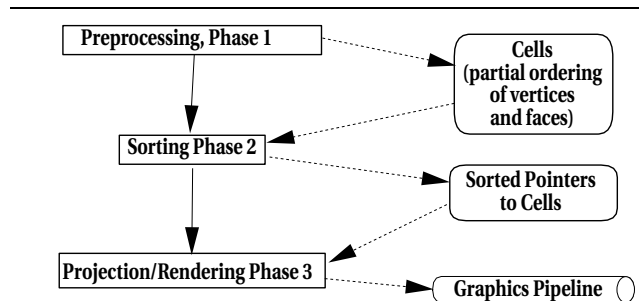 Preprocessing, Phase 1
Cells
(partial ordering
of vertices
and faces)
Sorting Phase 2
Sorted Pointers
to Cells
Projection/Rendering Phase 3
Graphics Pipeline